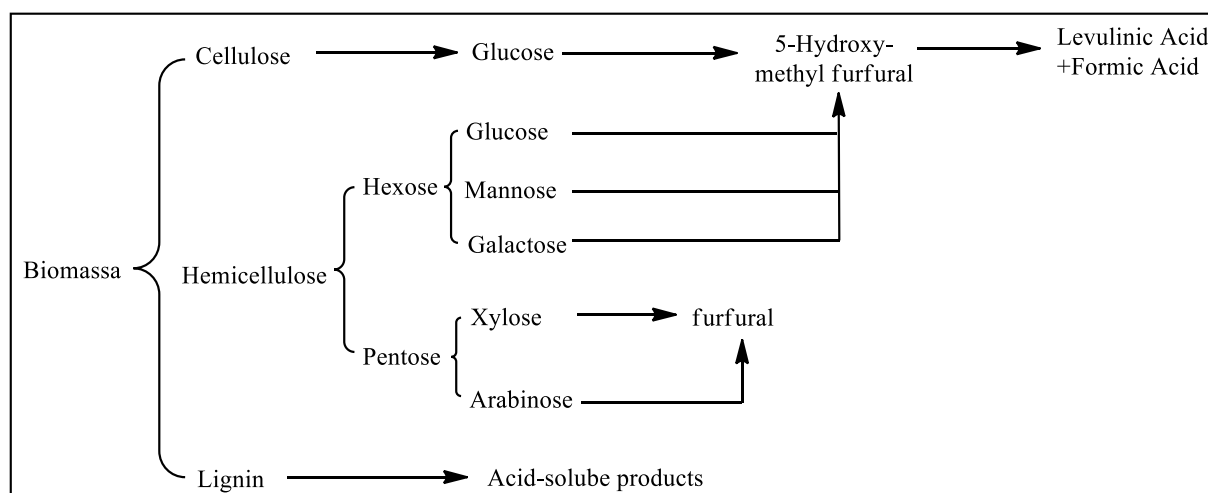 Cellulose
Glucose
5-Hydroxy-
methyl furfural
Levulinic Acid
+Formic Acid
Glucose
Hexose
Mannose
Galactose
Biomassa
Hemicellulose
Xylose
furfural
Pentose
Arabinose
Lignin
Acid-solube products